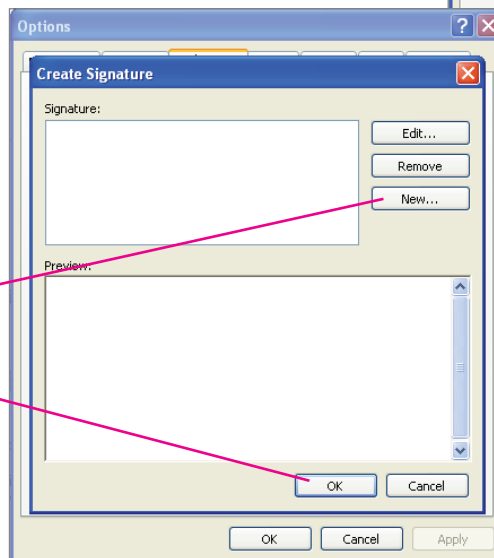 Options
Create Signature
Signature:
Edit...
Remove
New...
Preview:
OK
Cancel
OK
Cancel
Apply